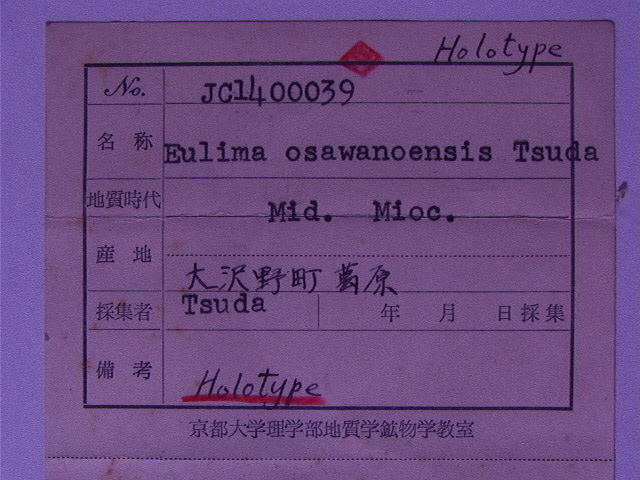 Holotype
No. JC1400039
名称 Eulima osawanoensis Tsuda
地質時代 Mid. Mioc.
産地 大沢野町葛原
採集者 Tsuda 年 月 日採集
備考 Holotype
京都大学理学部地質学鉱物学教室